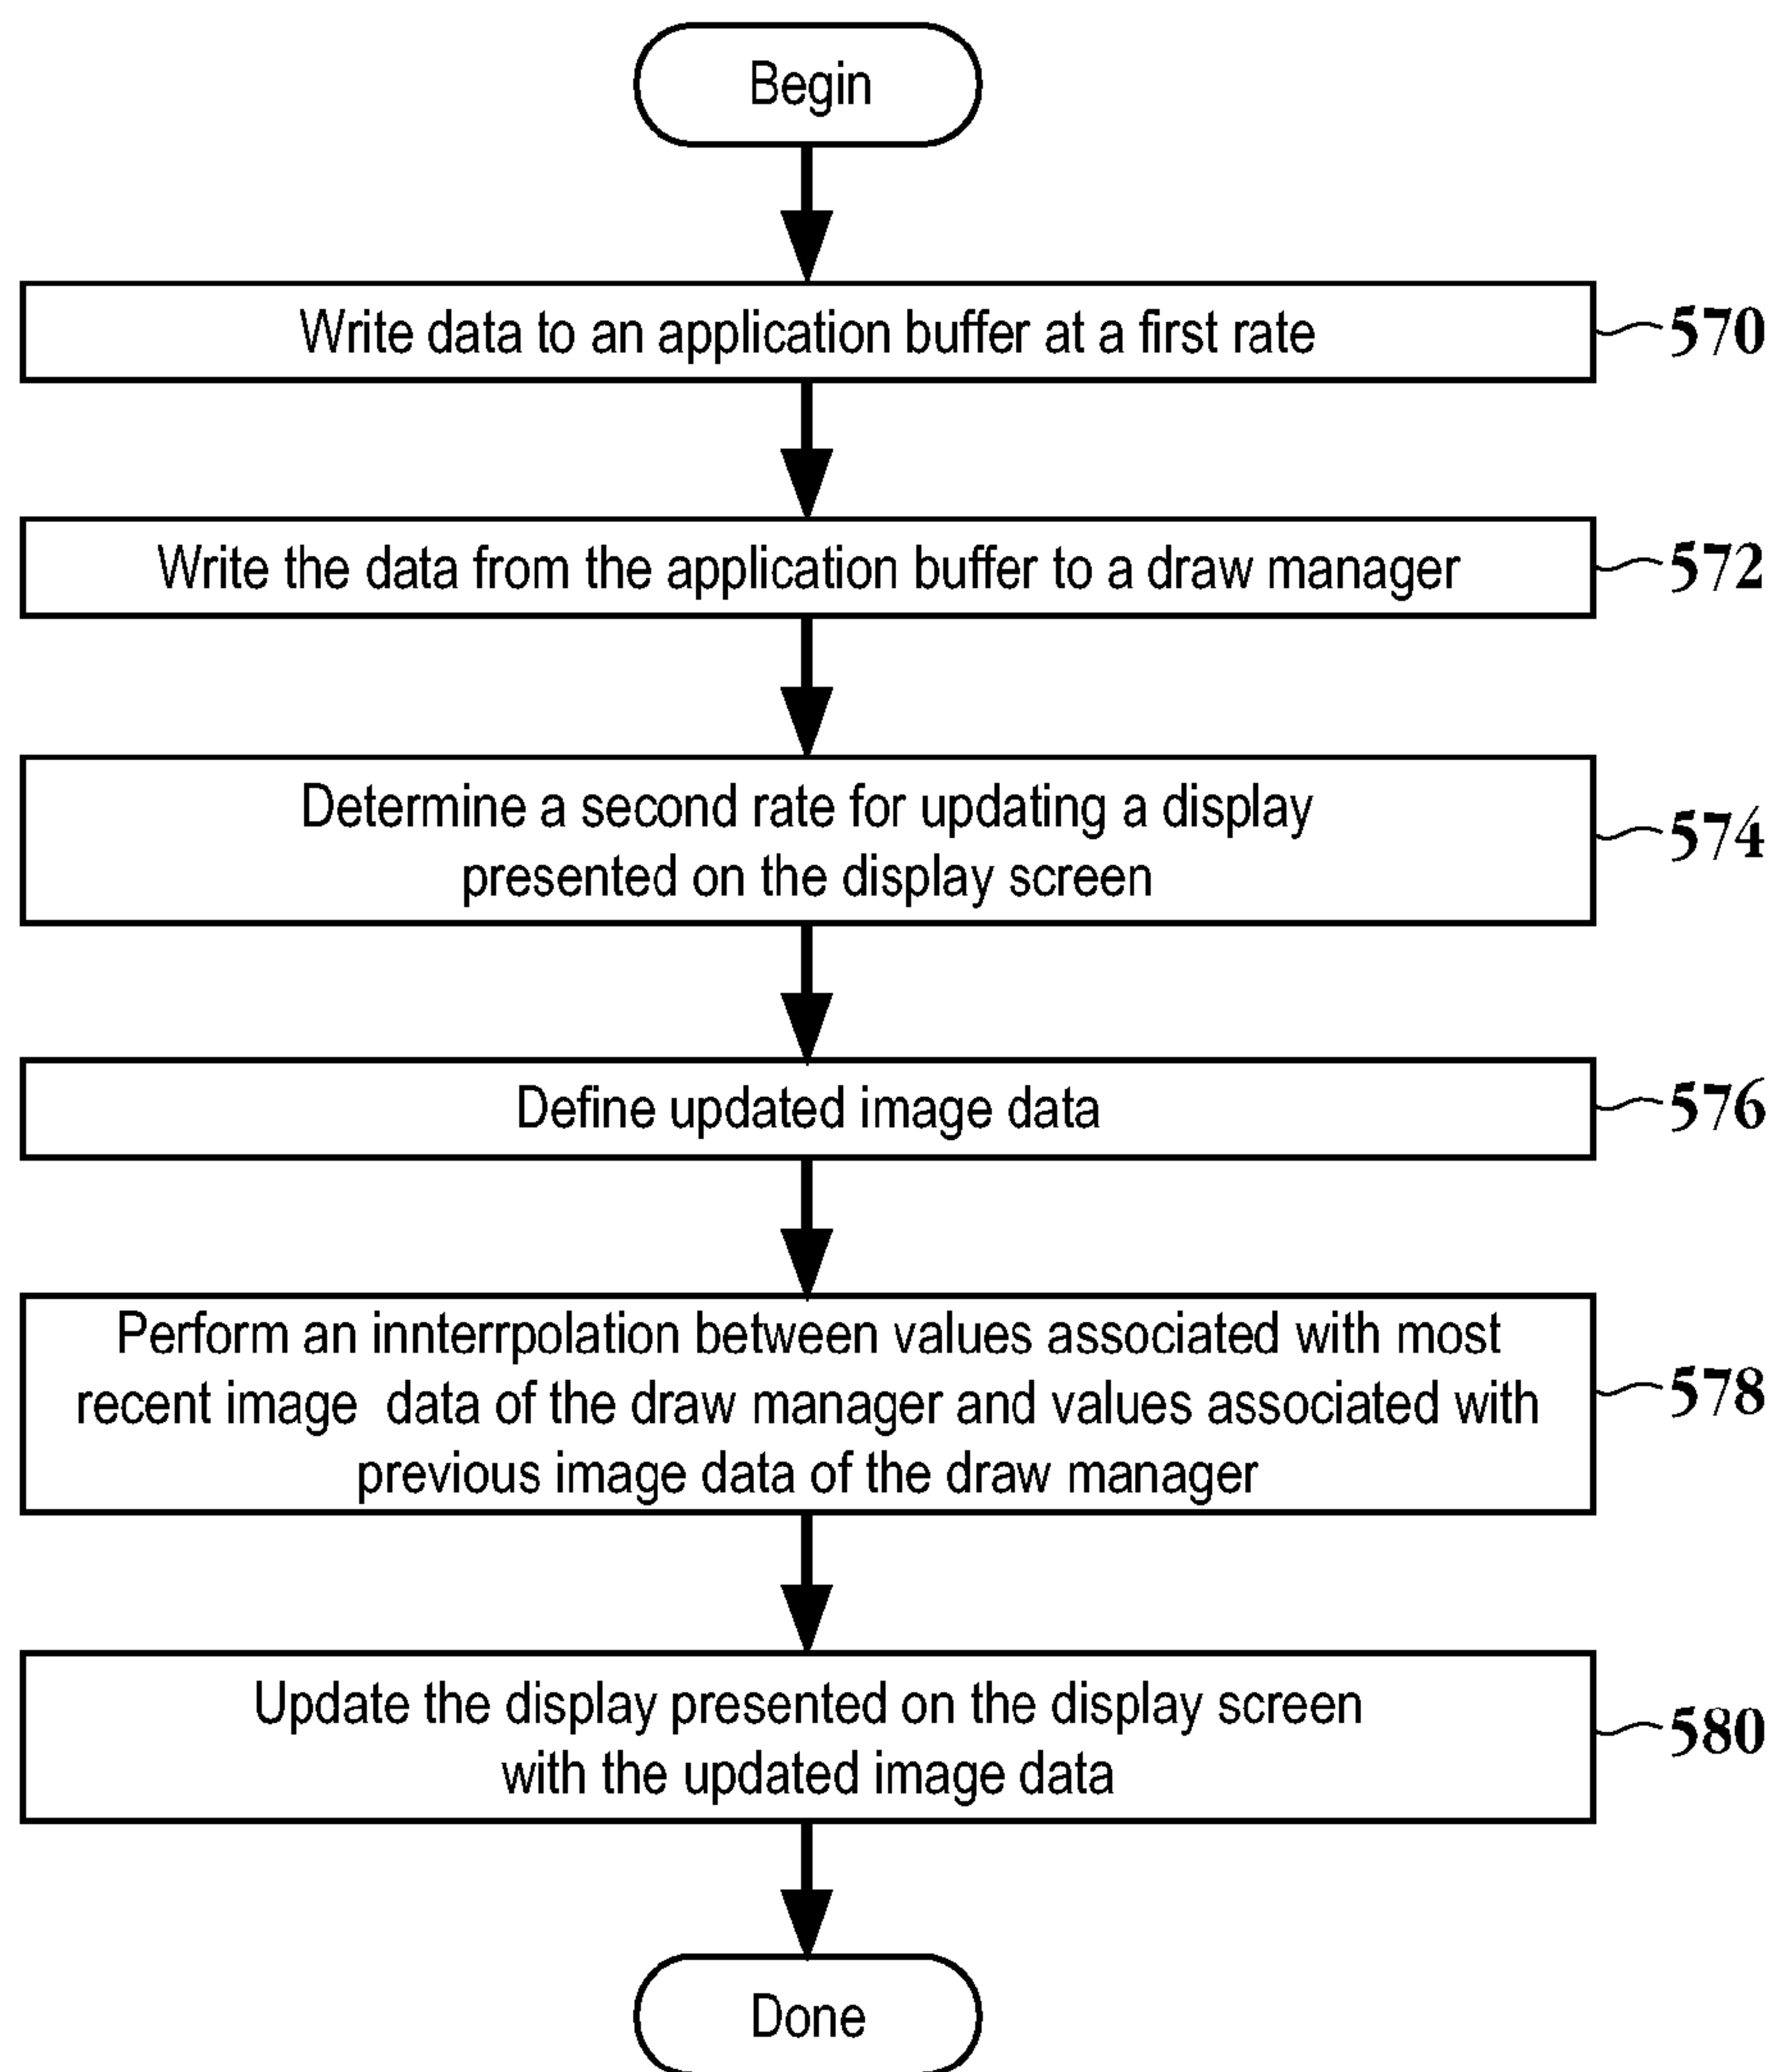 Begin
Write data to an application buffer at a first rate
570
Write the data from the application buffer to a draw manager
572
Determine a second rate for updating a display
presented on the display screen
574
Define updated image data
576
Perform an innterrpolation between values associated with most
recent image data of the draw manager and values associated with
previous image data of the draw manager
578
Update the display presented on the display screen
with the updated image data
580
Done